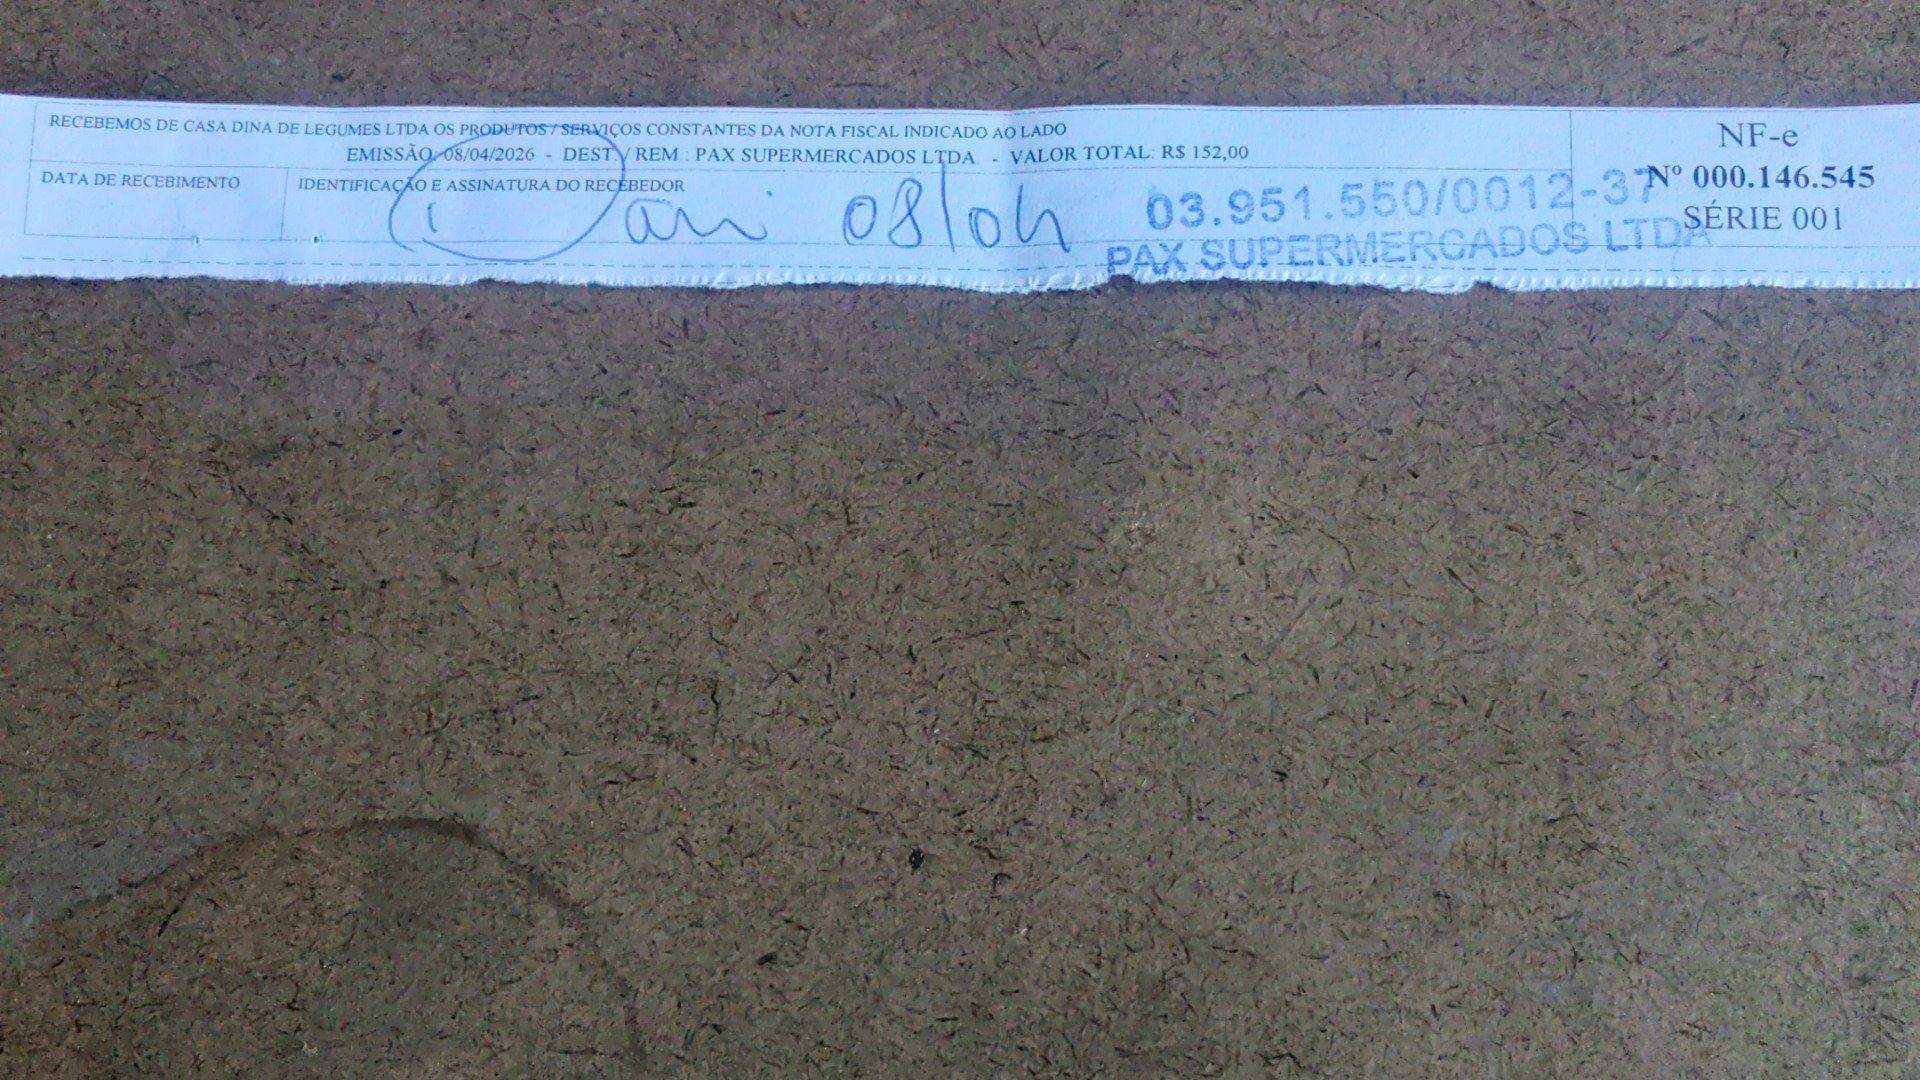 RECEBEMOS DE CASA DINA DE LEGUMES LTDA OS PRODUTOS / SERVIÇOS CONSTANTES DA NOTA FISCAL INDICADO AO LADO
EMISSÃO: 08/04/2026 - DEST. / REM.: PAX SUPERMERCADOS LTDA. - VALOR TOTAL: R$ 152,00
DATA DE RECEBIMENTO
IDENTIFICAÇÃO E ASSINATURA DO RECEBEDOR
Dani 08/04
03.951.550/0012-37
PAX SUPERMERCADOS LTDA
NF-e
Nº 000.146.545
SÉRIE 001